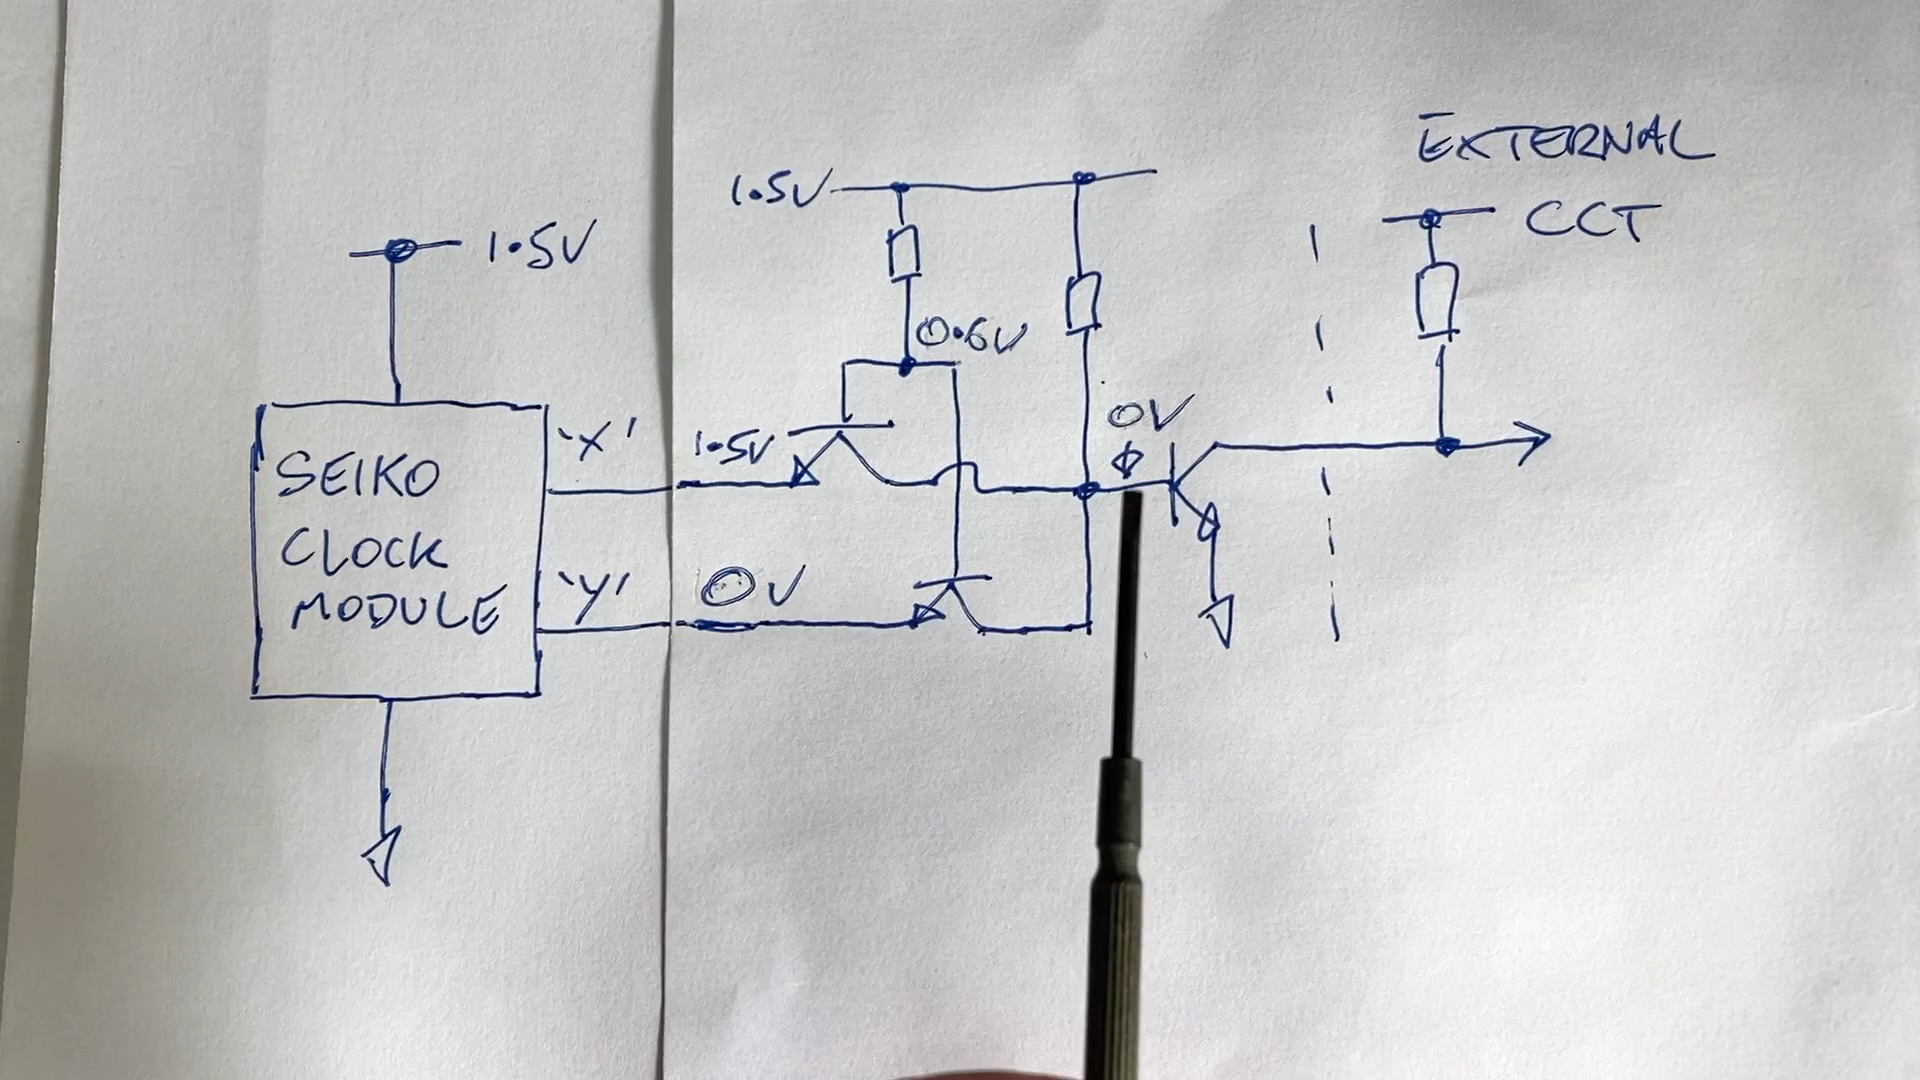 EXTERNAL
CCT
1.5V
1.5V
0.6V
0V
'X'
1.5V
SEIKO
CLOCK
MODULE
'Y'
0V